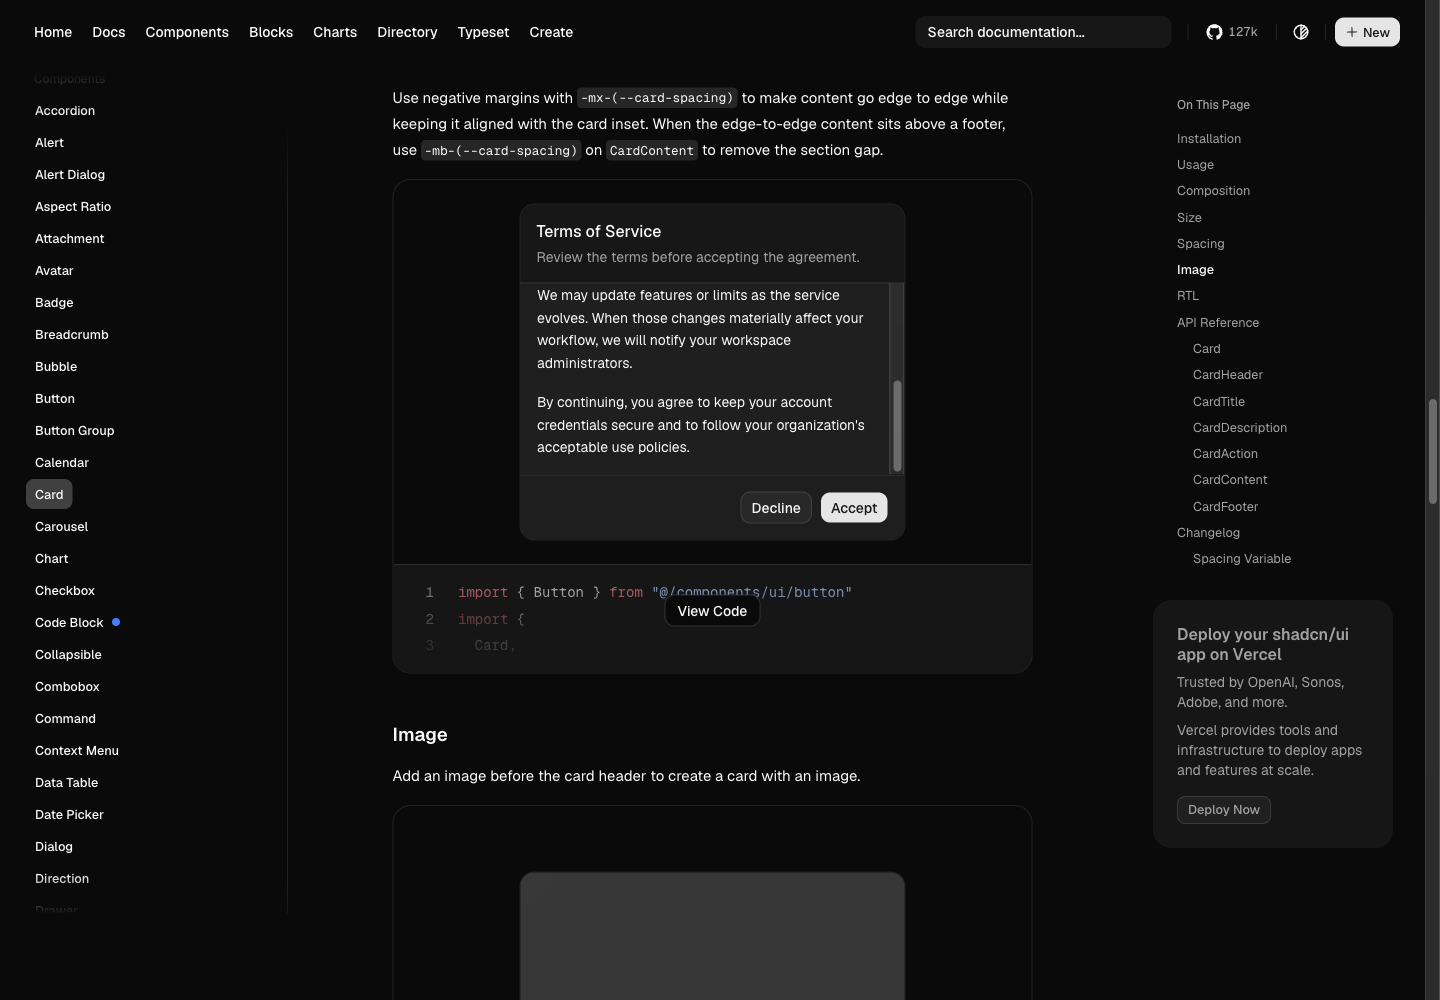 Home Docs Components Blocks Charts Directory Typeset Create
Search documentation...
127k
New
Components
Accordion
Alert
Alert Dialog
Aspect Ratio
Attachment
Avatar
Badge
Breadcrumb
Bubble
Button
Button Group
Calendar
Card
Carousel
Chart
Checkbox
Code Block
Collapsible
Combobox
Command
Context Menu
Data Table
Date Picker
Dialog
Direction
Drawer
Use negative margins with -mx-(--card-spacing) to make content go edge to edge while
keeping it aligned with the card inset. When the edge-to-edge content sits above a footer,
use -mb-(--card-spacing) on CardContent to remove the section gap.
Terms of Service
Review the terms before accepting the agreement.
We may update features or limits as the service
evolves. When those changes materially affect your
workflow, we will notify your workspace
administrators.
By continuing, you agree to keep your account
credentials secure and to follow your organization's
acceptable use policies.
Decline
Accept
1 import { Button } from "@/components/ui/button"
2 import {
3 Card,
View Code
Image
Add an image before the card header to create a card with an image.
On This Page
Installation
Usage
Composition
Size
Spacing
Image
RTL
API Reference
Card
CardHeader
CardTitle
CardDescription
CardAction
CardContent
CardFooter
Changelog
Spacing Variable
Deploy your shadcn/ui
app on Vercel
Trusted by OpenAI, Sonos,
Adobe, and more.
Vercel provides tools and
infrastructure to deploy apps
and features at scale.
Deploy Now